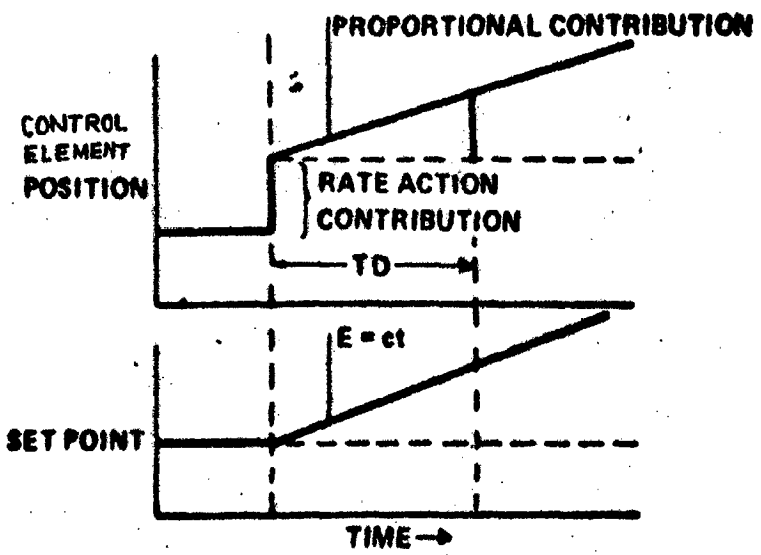 PROPORTIONAL CONTRIBUTION
CONTROL
ELEMENT
POSITION
RATE ACTION
CONTRIBUTION
TD
E = ct
SET POINT
TIME→